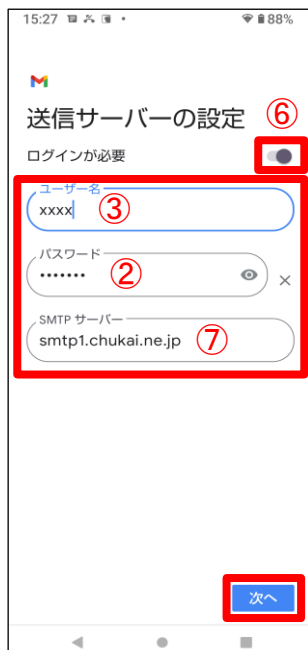 15:27 88%
送信サーバーの設定 ⑥
ログインが必要
ユーザー名
xxxx ③
パスワード
••••••• ②
SMTP サーバー
smtp1.chukai.ne.jp ⑦
次へ